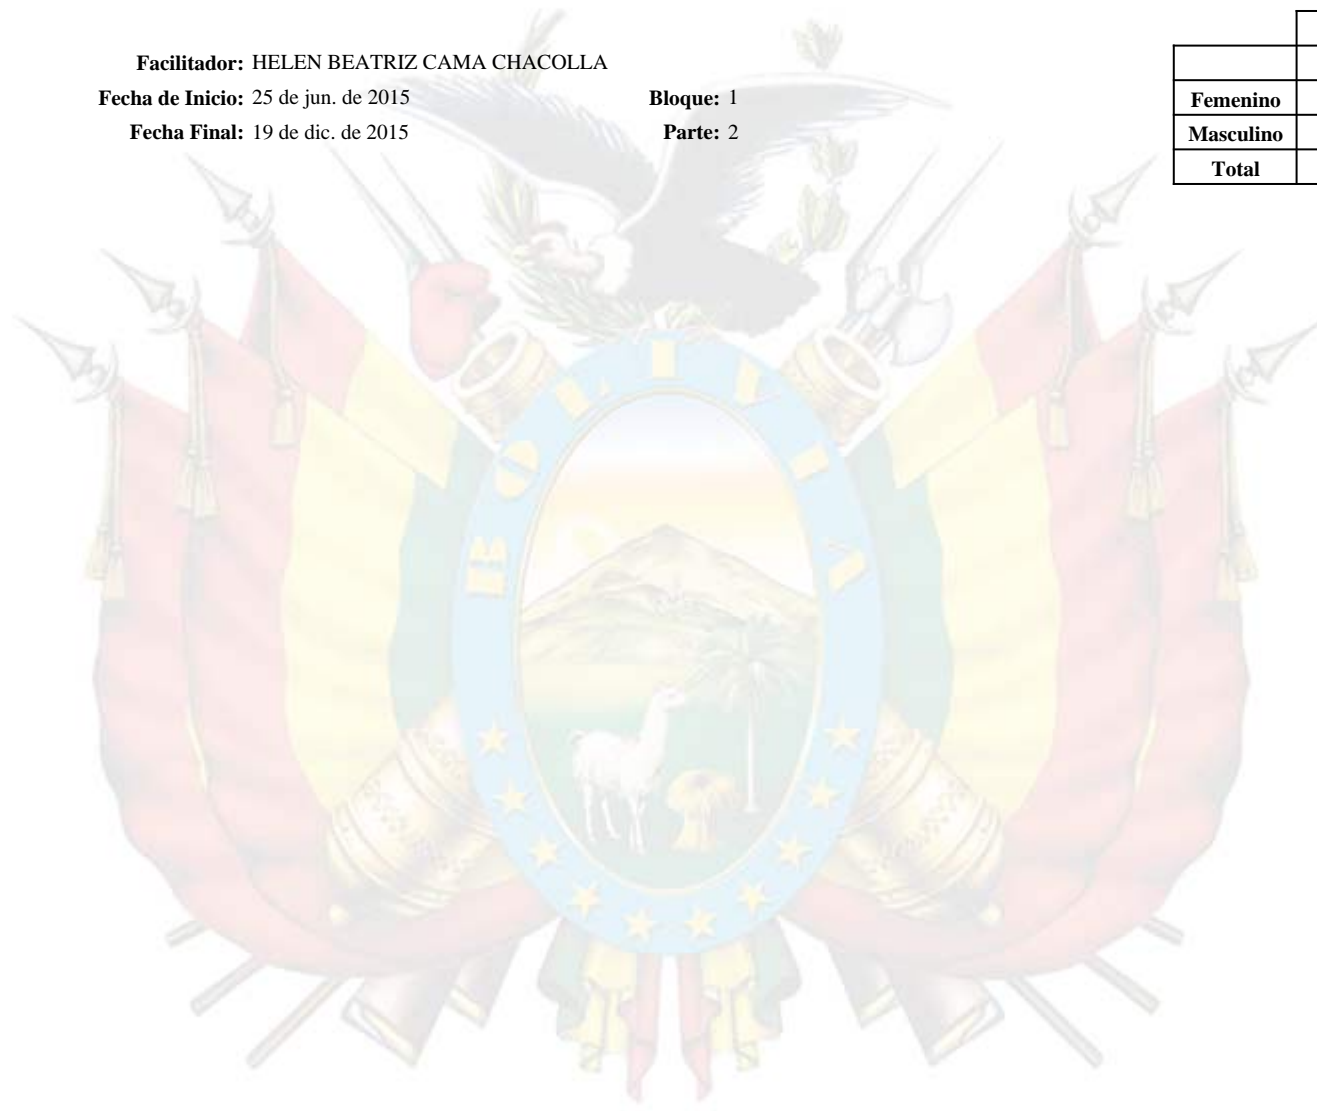 Facilitador: HELEN BEATRIZ CAMA CHACOLLA
Fecha de Inicio: 25 de jun. de 2015 Bloque: 1
Fecha Final: 19 de dic. de 2015 Parte: 2
Femenino
Masculino
Total
BOLIVIA